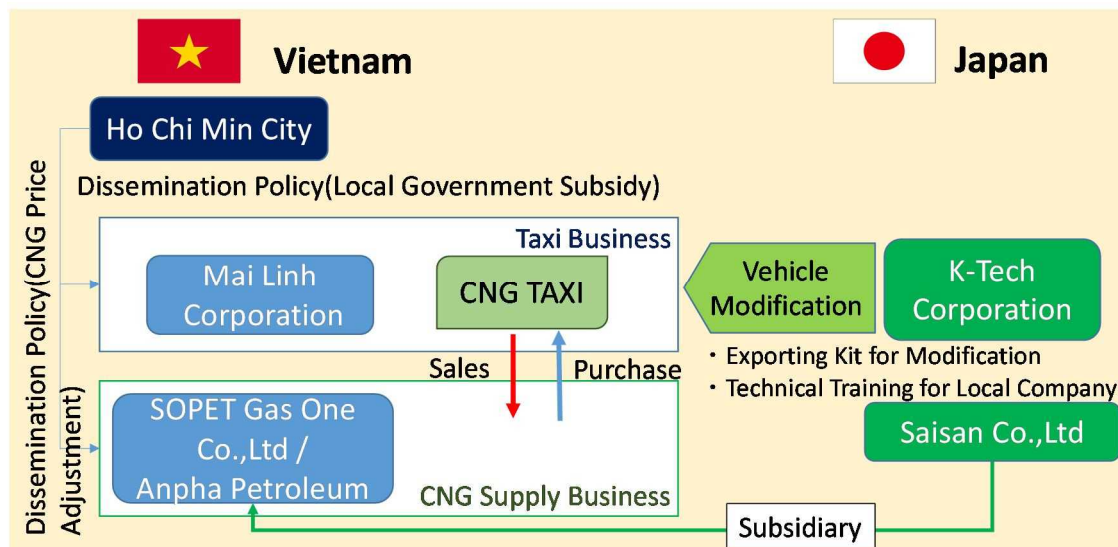 Vietnam
Japan
Ho Chi Min City
Dissemination Policy(CNG Price
Adjustment)
Dissemination Policy(Local Government Subsidy)
Taxi Business
Mai Linh
Corporation
CNG TAXI
Vehicle
Modification
K-Tech
Corporation
・Exporting Kit for Modification
・Technical Training for Local Company
Sales
Purchase
SOPET Gas One
Co.,Ltd /
Anpha Petroleum
CNG Supply Business
Saisan Co.,Ltd
Subsidiary